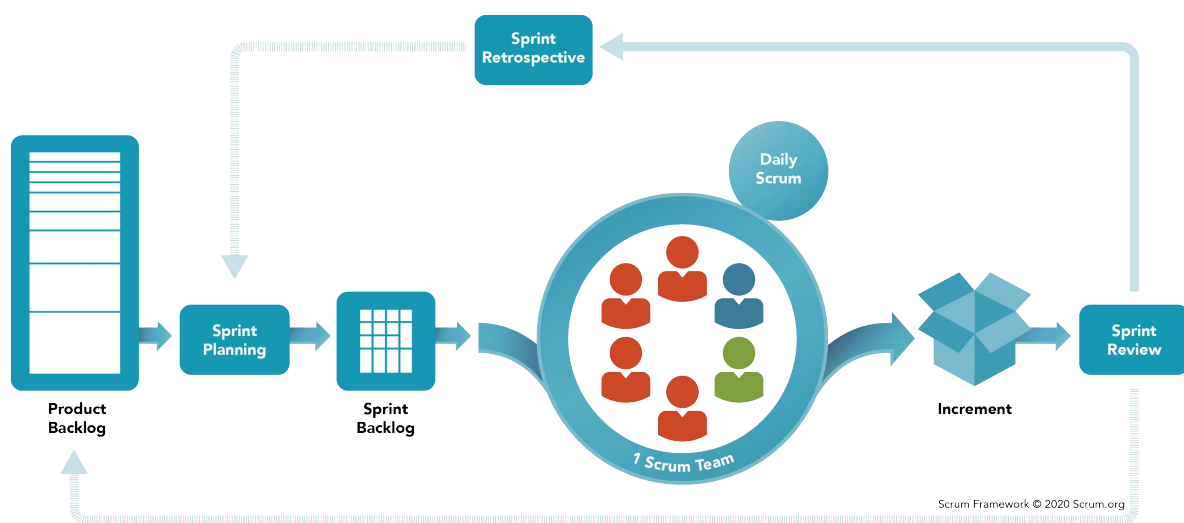 Sprint
Retrospective
Daily
Scrum
Sprint
Planning
Sprint
Review
Product
Backlog
Sprint
Backlog
Increment
1 Scrum Team
Scrum Framework © 2020 Scrum.org